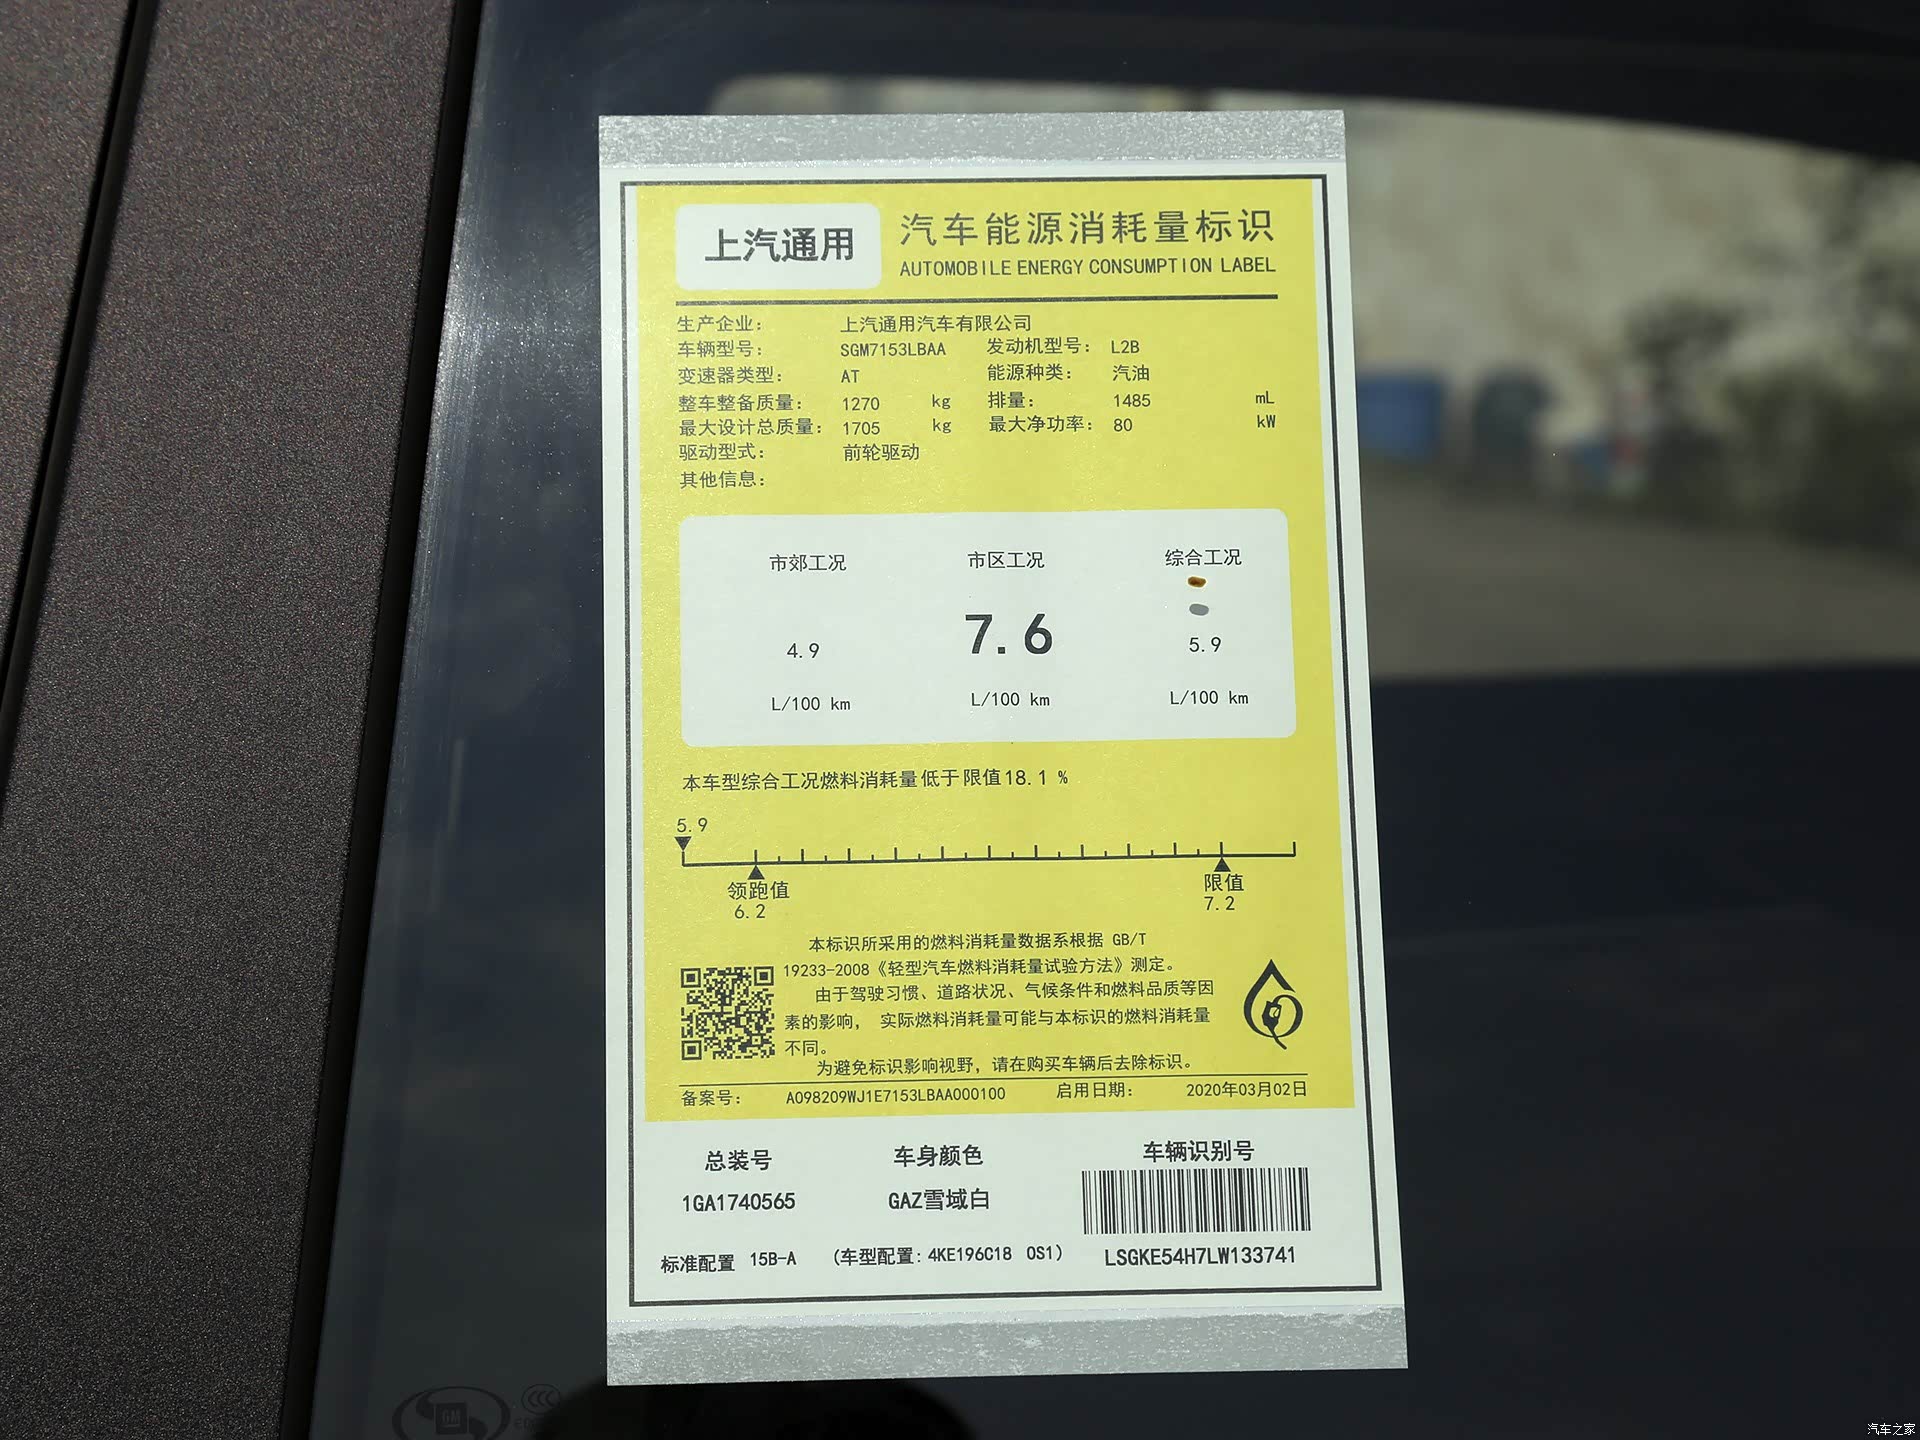 上汽通用
汽车能源消耗量标识
AUTOMOBILE ENERGY CONSUMPTION LABEL
生产企业： 上汽通用汽车有限公司
车辆型号： SGM7153LBAA 发动机型号： L2B
变速器类型： AT 能源种类： 汽油
整车整备质量： 1270 kg 排量： 1485 mL
最大设计总质量： 1705 kg 最大净功率： 80 kW
驱动型式： 前轮驱动
其他信息：
市郊工况 市区工况 综合工况
4.9 7.6 5.9
L/100 km L/100 km L/100 km
本车型综合工况燃料消耗量低于限值18.1 %
5.9
领跑值 限值
6.2 7.2
本标识所采用的燃料消耗量数据系根据 GB/T
19233-2008《轻型汽车燃料消耗量试验方法》测定。
由于驾驶习惯、道路状况、气候条件和燃料品质等因
素的影响， 实际燃料消耗量可能与本标识的燃料消耗量
不同。
为避免标识影响视野，请在购买车辆后去除标识。
备案号： A098209WJ1E7153LBAA000100 启用日期： 2020年03月02日
总装号 车身颜色 车辆识别号
1GA1740565 GAZ雪域白
标准配置 15B-A （车型配置: 4KE196C18 0S1） LSGKE54H7LW133741
GM
汽车之家